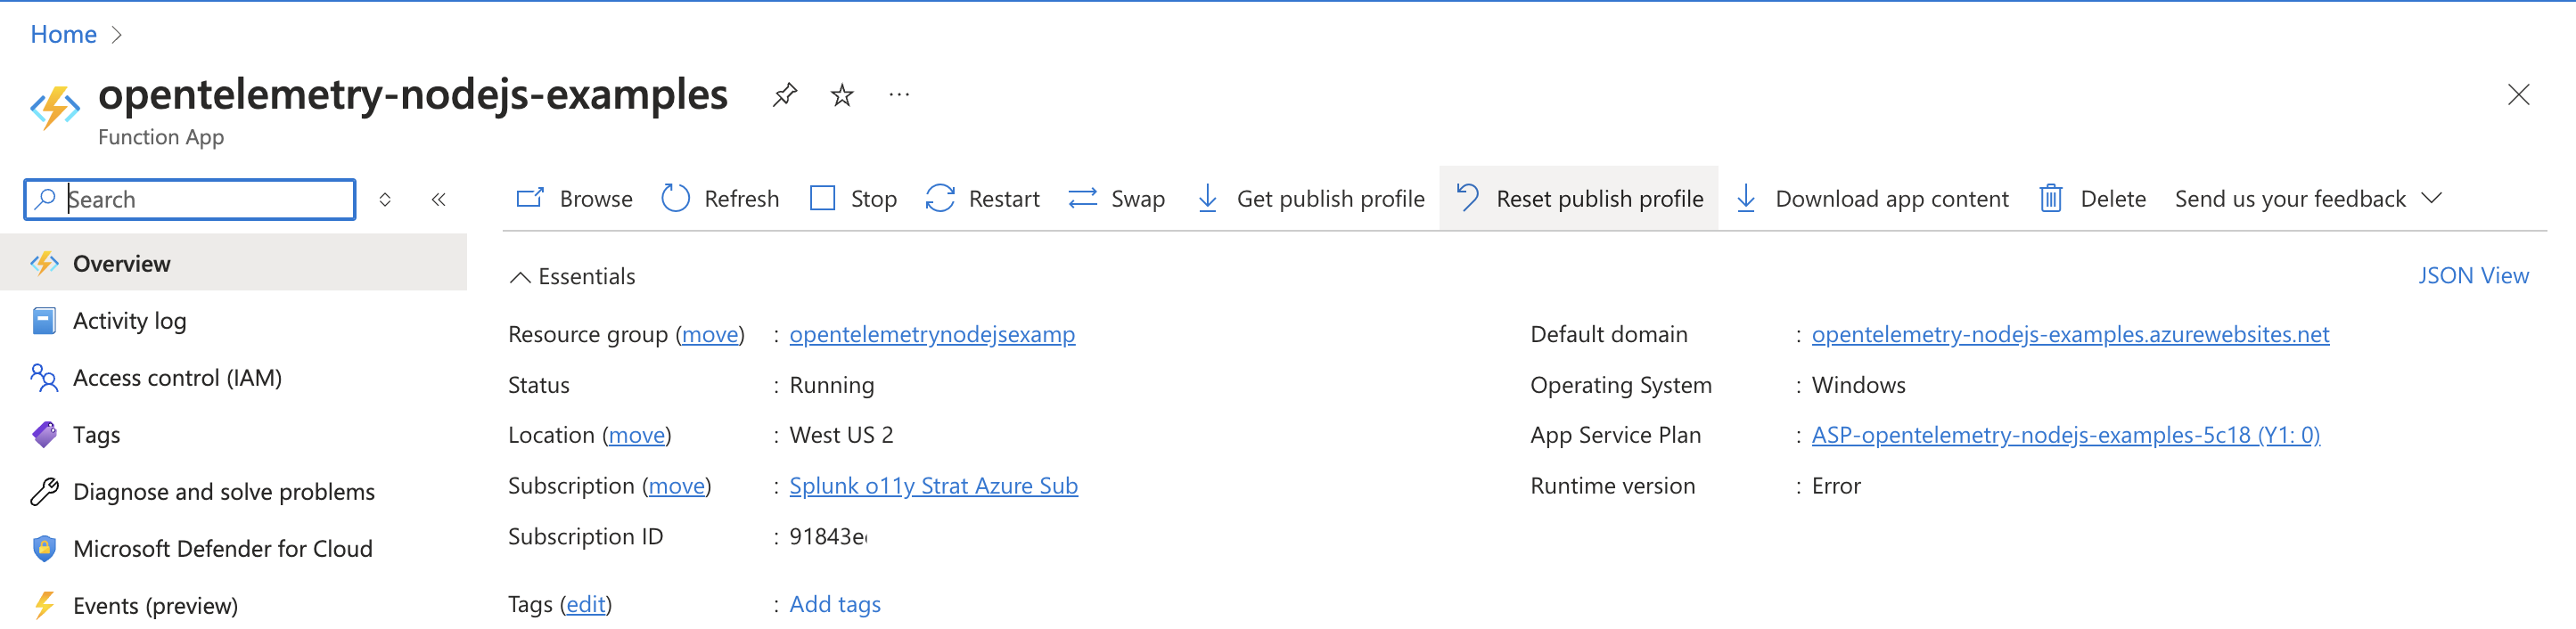 Home
opentelemetry-nodejs-examples
Function App
Search
Browse Refresh Stop Restart Swap Get publish profile Reset publish profile Download app content Delete Send us your feedback
Overview
Activity log
Access control (IAM)
Tags
Diagnose and solve problems
Microsoft Defender for Cloud
Events (preview)
Essentials
JSON View
Resource group (move) : opentelemetrynodejsexamp
Status : Running
Location (move) : West US 2
Subscription (move) : Splunk o11y Strat Azure Sub
Subscription ID : 91843e
Tags (edit) : Add tags
Default domain : opentelemetry-nodejs-examples.azurewebsites.net
Operating System : Windows
App Service Plan : ASP-opentelemetry-nodejs-examples-5c18 (Y1: 0)
Runtime version : Error